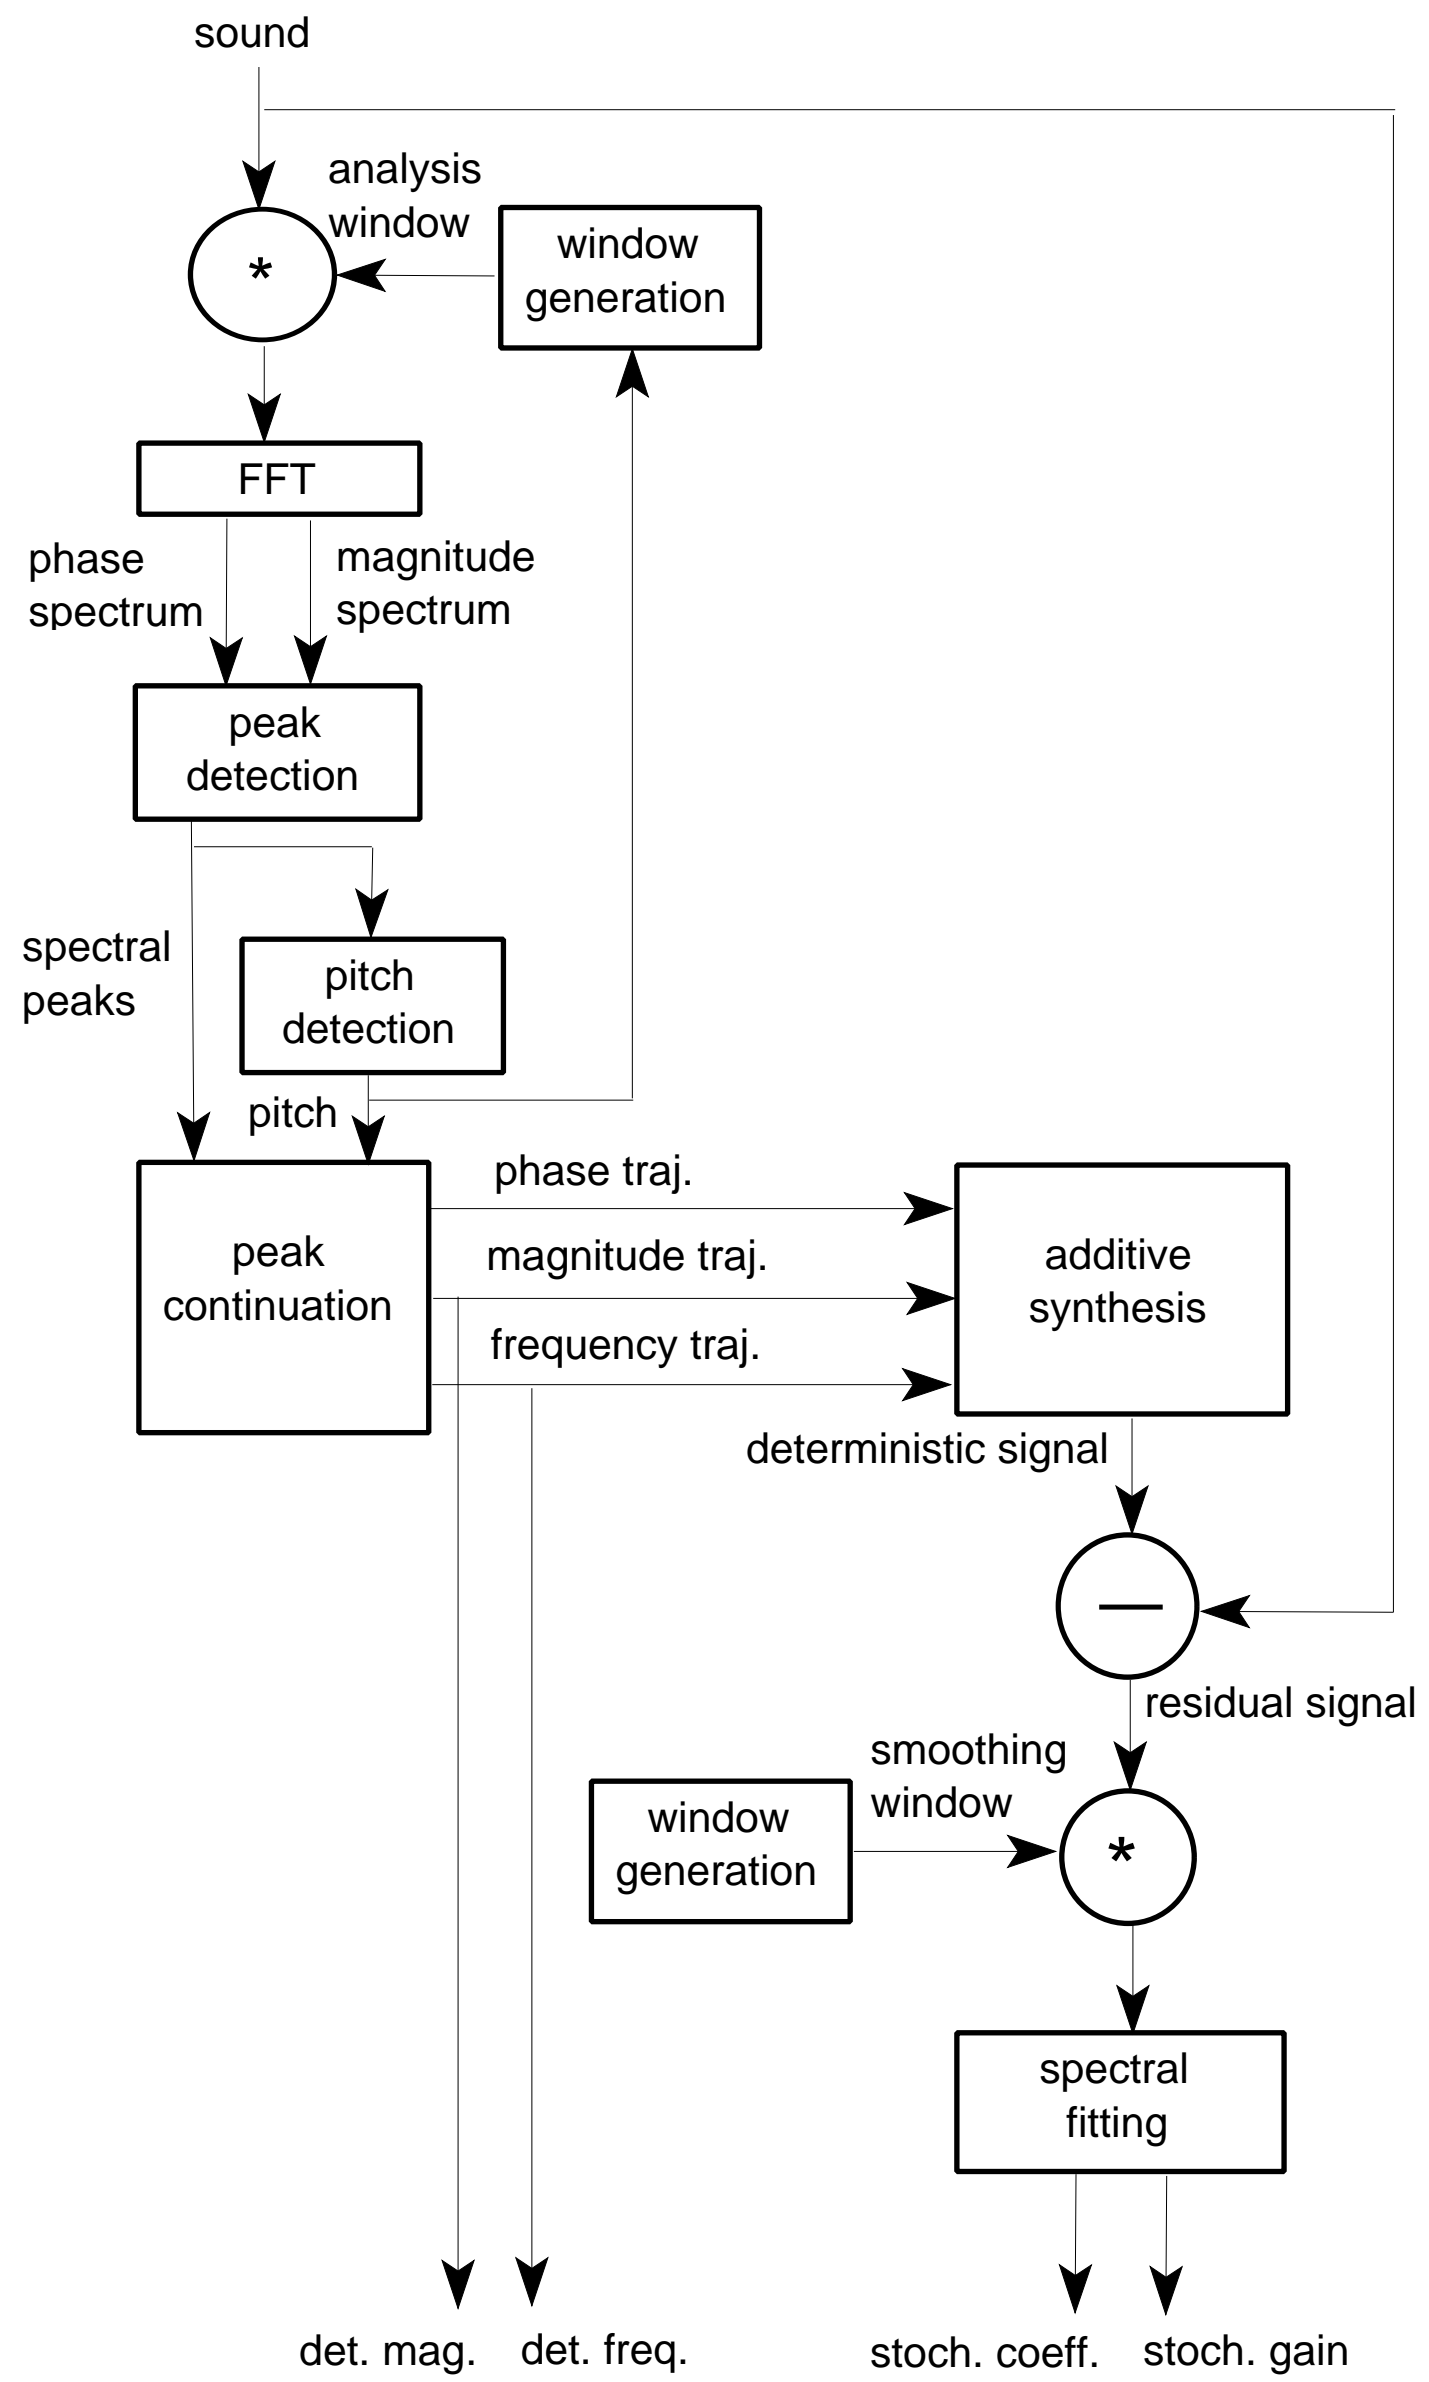 sound
analysis
window
*
window
generation
FFT
phase
spectrum
magnitude
spectrum
peak
detection
spectral
peaks
pitch
detection
pitch
peak
continuation
phase traj.
magnitude traj.
frequency traj.
additive
synthesis
deterministic signal
—
residual signal
smoothing
window
window
generation
*
spectral
fitting
det. mag.
det. freq.
stoch. coeff.
stoch. gain